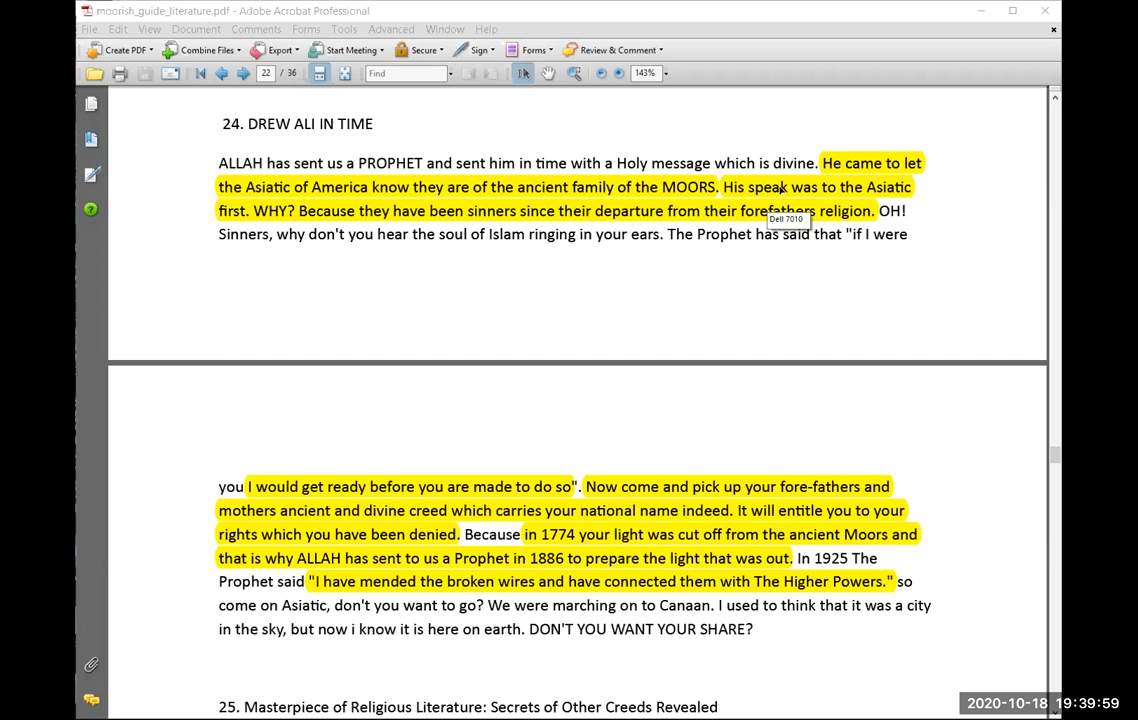 moorish_guide_literature.pdf - Adobe Acrobat Professional
File Edit View Document Comments Forms Tools Advanced Window Help
Create PDF Combine Files Export Start Meeting Secure Sign Forms Review & Comment
22 / 36 Find 143%
24. DREW ALI IN TIME
ALLAH has sent us a PROPHET and sent him in time with a Holy message which is divine. He came to let
the Asiatic of America know they are of the ancient family of the MOORS. His speak was to the Asiatic
first. WHY? Because they have been sinners since their departure from their forefathers religion. OH!
Dell 7010
Sinners, why don't you hear the soul of Islam ringing in your ears. The Prophet has said that "if I were
you I would get ready before you are made to do so". Now come and pick up your fore-fathers and
mothers ancient and divine creed which carries your national name indeed. It will entitle you to your
rights which you have been denied. Because in 1774 your light was cut off from the ancient Moors and
that is why ALLAH has sent to us a Prophet in 1886 to prepare the light that was out. In 1925 The
Prophet said "I have mended the broken wires and have connected them with The Higher Powers." so
come on Asiatic, don't you want to go? We were marching on to Canaan. I used to think that it was a city
in the sky, but now i know it is here on earth. DON'T YOU WANT YOUR SHARE?
25. Masterpiece of Religious Literature: Secrets of Other Creeds Revealed
2020-10-18 19:39:59